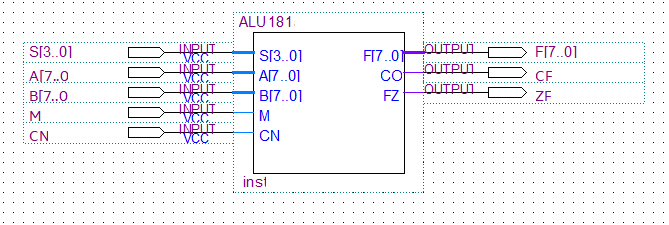 ALU181
S[3..0] INPUT VCC S[3..0] F[7..0] OUTPUT F[7..0]
A[7..0 INPUT VCC A[7..0] CO OUTPUT CF
B[7..0 INPUT VCC B[7..0] FZ OUTPUT ZF
M INPUT VCC M
CN INPUT VCC CN
inst